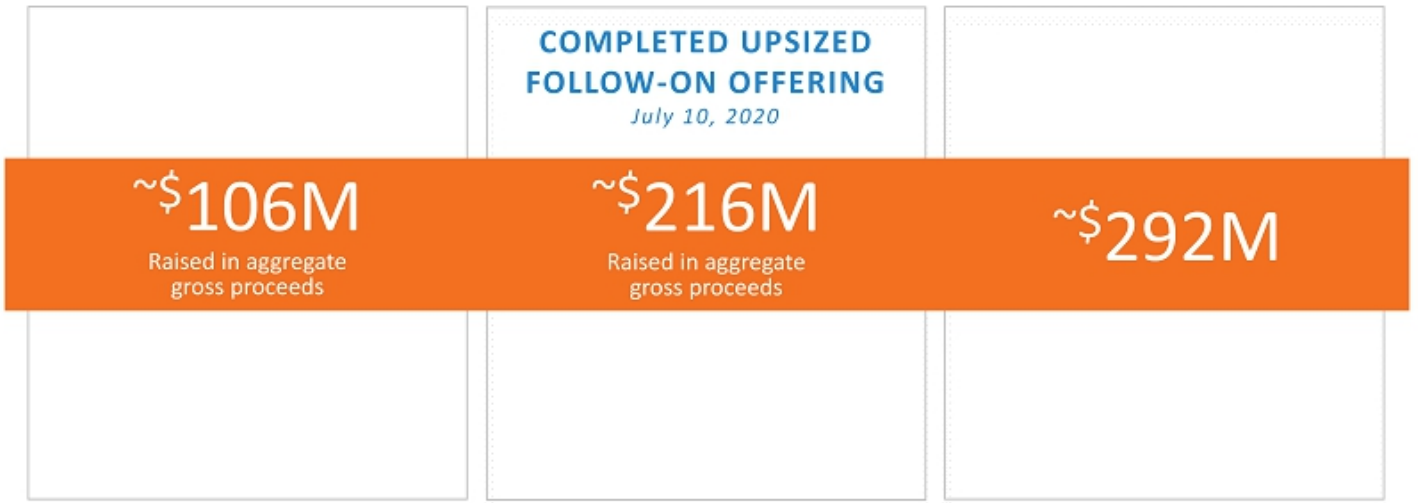 COMPLETED UPSIZED
FOLLOW-ON OFFERING
July 10, 2020
~$106M
Raised in aggregate
gross proceeds
~$216M
Raised in aggregate
gross proceeds
~$292M